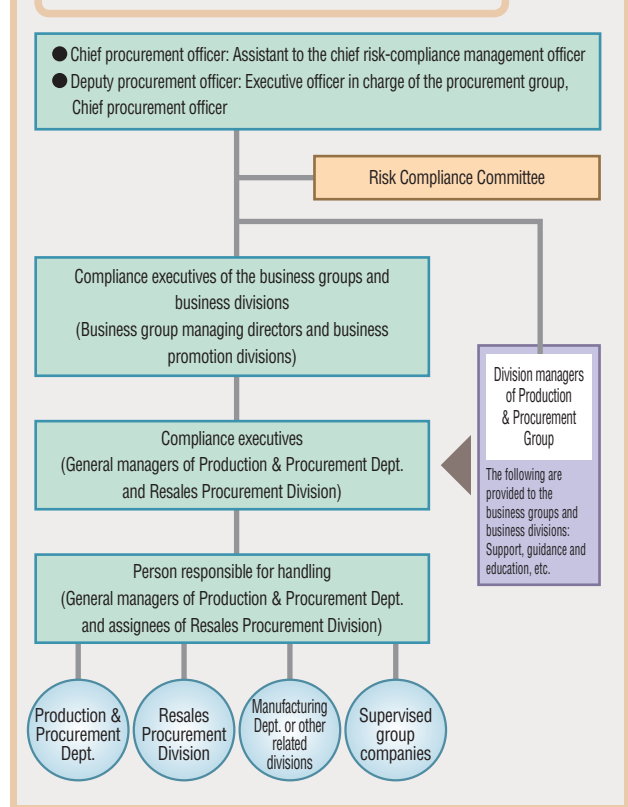 ● Chief procurement officer: Assistant to the chief risk-compliance management officer
● Deputy procurement officer: Executive officer in charge of the procurement group,
Chief procurement officer
Risk Compliance Committee
Compliance executives of the business groups and
business divisions
(Business group managing directors and business
promotion divisions)
Division managers
of Production
& Procurement
Group
The following are
provided to the
business groups and
business divisions:
Support, guidance and
education, etc.
Compliance executives
(General managers of Production & Procurement Dept.
and Resales Procurement Division)
Person responsible for handling
(General managers of Production & Procurement Dept.
and assignees of Resales Procurement Division)
Production &
Procurement
Dept.
Resales
Procurement
Division
Manufacturing
Dept. or other
related
divisions
Supervised
group
companies